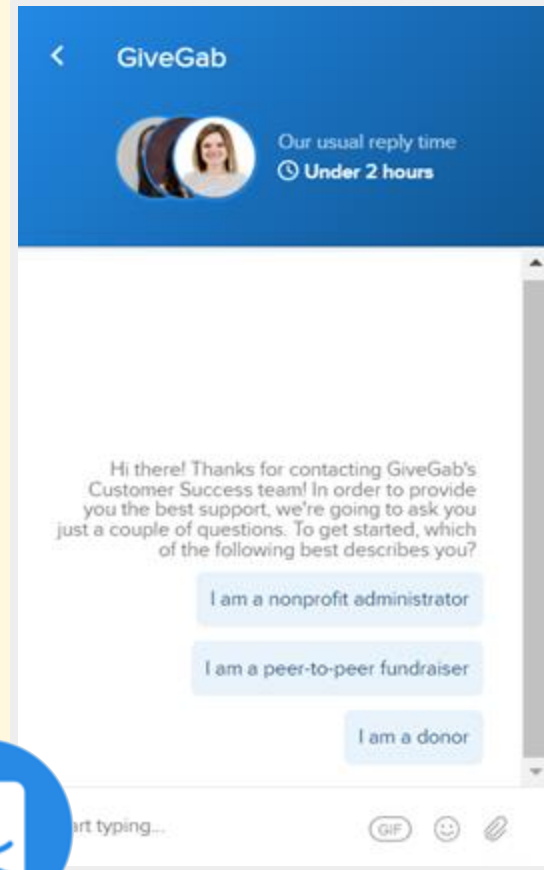 GiveGab
Our usual reply time
Under 2 hours
Hi there! Thanks for contacting GiveGab's
Customer Success team! In order to provide
you the best support, we're going to ask you
just a couple of questions. To get started, which
of the following best describes you?
I am a nonprofit administrator
I am a peer-to-peer fundraiser
I am a donor
art typing...
GIF